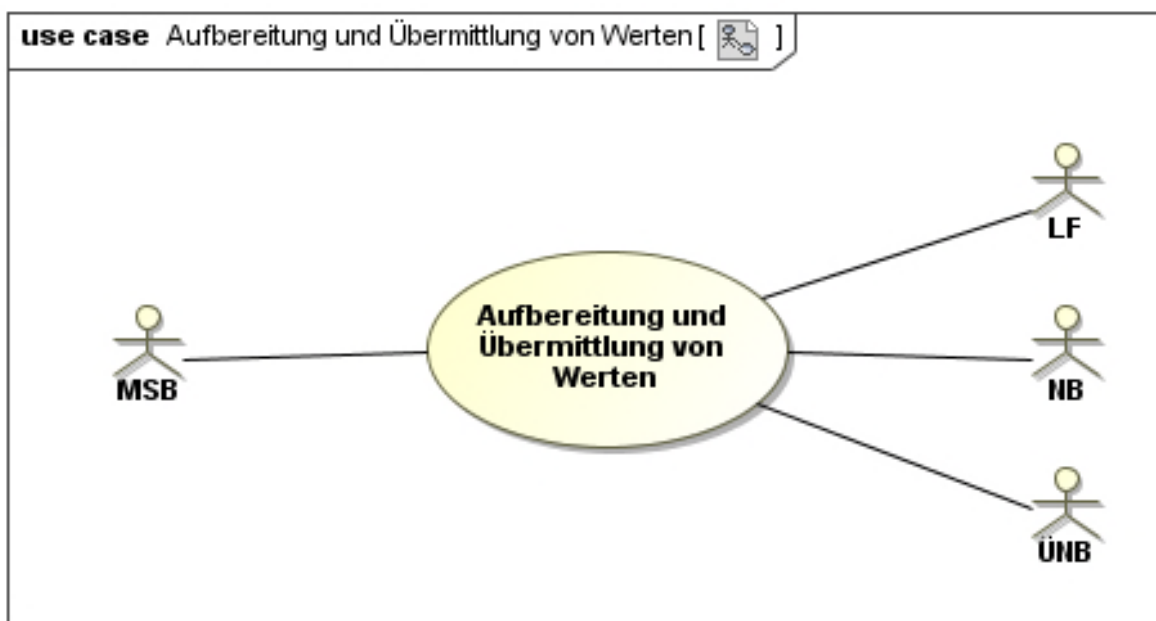 use case Aufbereitung und Übermittlung von Werten [ ]
LF
Aufbereitung und
Übermittlung von
Werten
MSB
NB
ÜNB